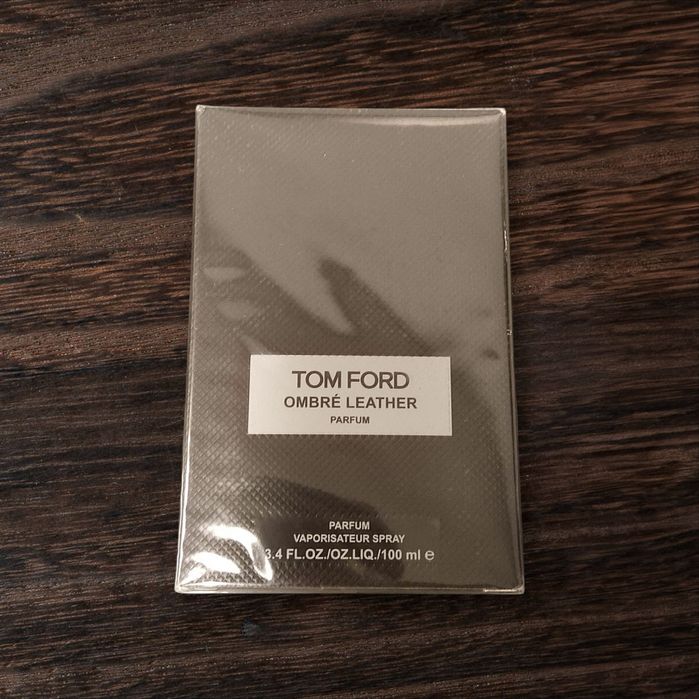 TOM FORD
OMBRÉ LEATHER
PARFUM
PARFUM
VAPORISATEUR SPRAY
3.4 FL.OZ./OZ.LIQ./100 ml ℮